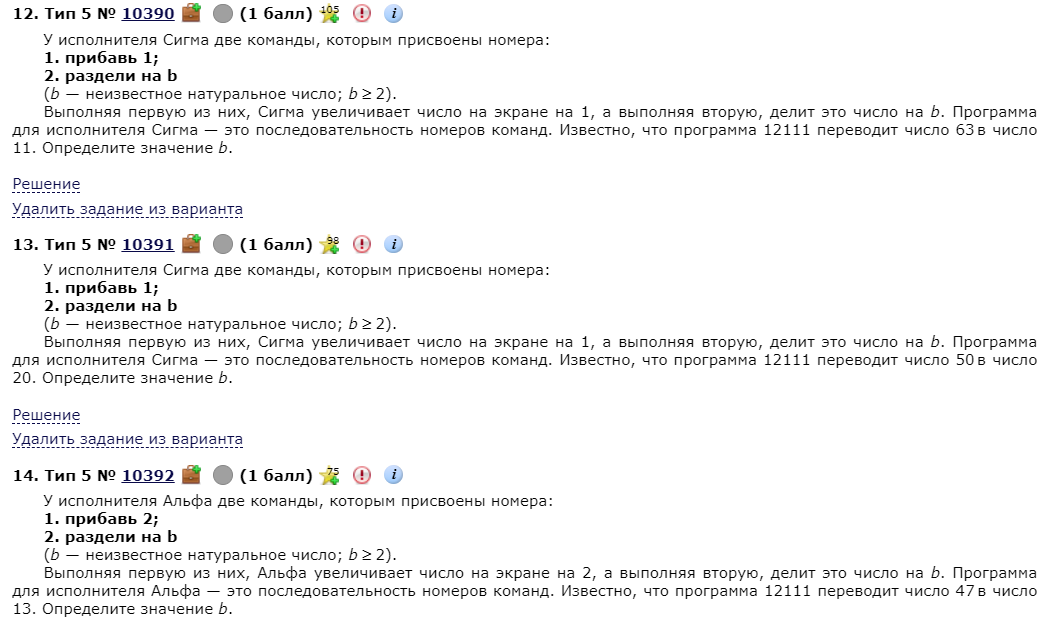 12. Тип 5 № 10390 (1 балл) 105 i
У исполнителя Сигма две команды, которым присвоены номера:
1. прибавь 1;
2. раздели на b
(b — неизвестное натуральное число; b ≥ 2).
Выполняя первую из них, Сигма увеличивает число на экране на 1, а выполняя вторую, делит это число на b. Программа
для исполнителя Сигма — это последовательность номеров команд. Известно, что программа 12111 переводит число 63 в число
11. Определите значение b.
Решение
Удалить задание из варианта
13. Тип 5 № 10391 (1 балл) 98 i
У исполнителя Сигма две команды, которым присвоены номера:
1. прибавь 1;
2. раздели на b
(b — неизвестное натуральное число; b ≥ 2).
Выполняя первую из них, Сигма увеличивает число на экране на 1, а выполняя вторую, делит это число на b. Программа
для исполнителя Сигма — это последовательность номеров команд. Известно, что программа 12111 переводит число 50 в число
20. Определите значение b.
Решение
Удалить задание из варианта
14. Тип 5 № 10392 (1 балл) 75 i
У исполнителя Альфа две команды, которым присвоены номера:
1. прибавь 2;
2. раздели на b
(b — неизвестное натуральное число; b ≥ 2).
Выполняя первую из них, Альфа увеличивает число на экране на 2, а выполняя вторую, делит это число на b. Программа
для исполнителя Альфа — это последовательность номеров команд. Известно, что программа 12111 переводит число 47 в число
13. Определите значение b.